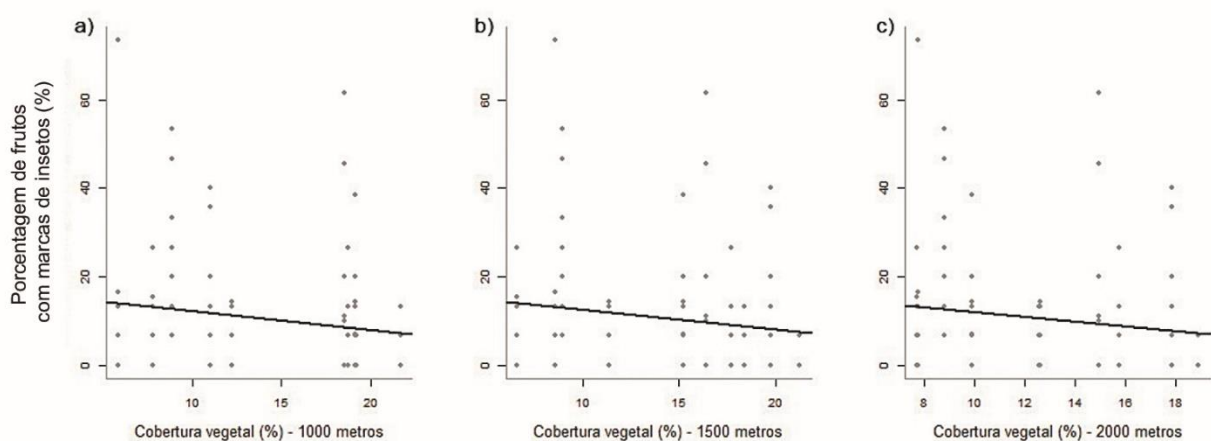 a)
b)
c)
Porcentagem de frutos
com marcas de insetos (%)
60
40
20
0
60
40
20
0
60
40
20
0
10 15 20
10 15 20
8 10 12 14 16 18
Cobertura vegetal (%) - 1000 metros
Cobertura vegetal (%) - 1500 metros
Cobertura vegetal (%) - 2000 metros